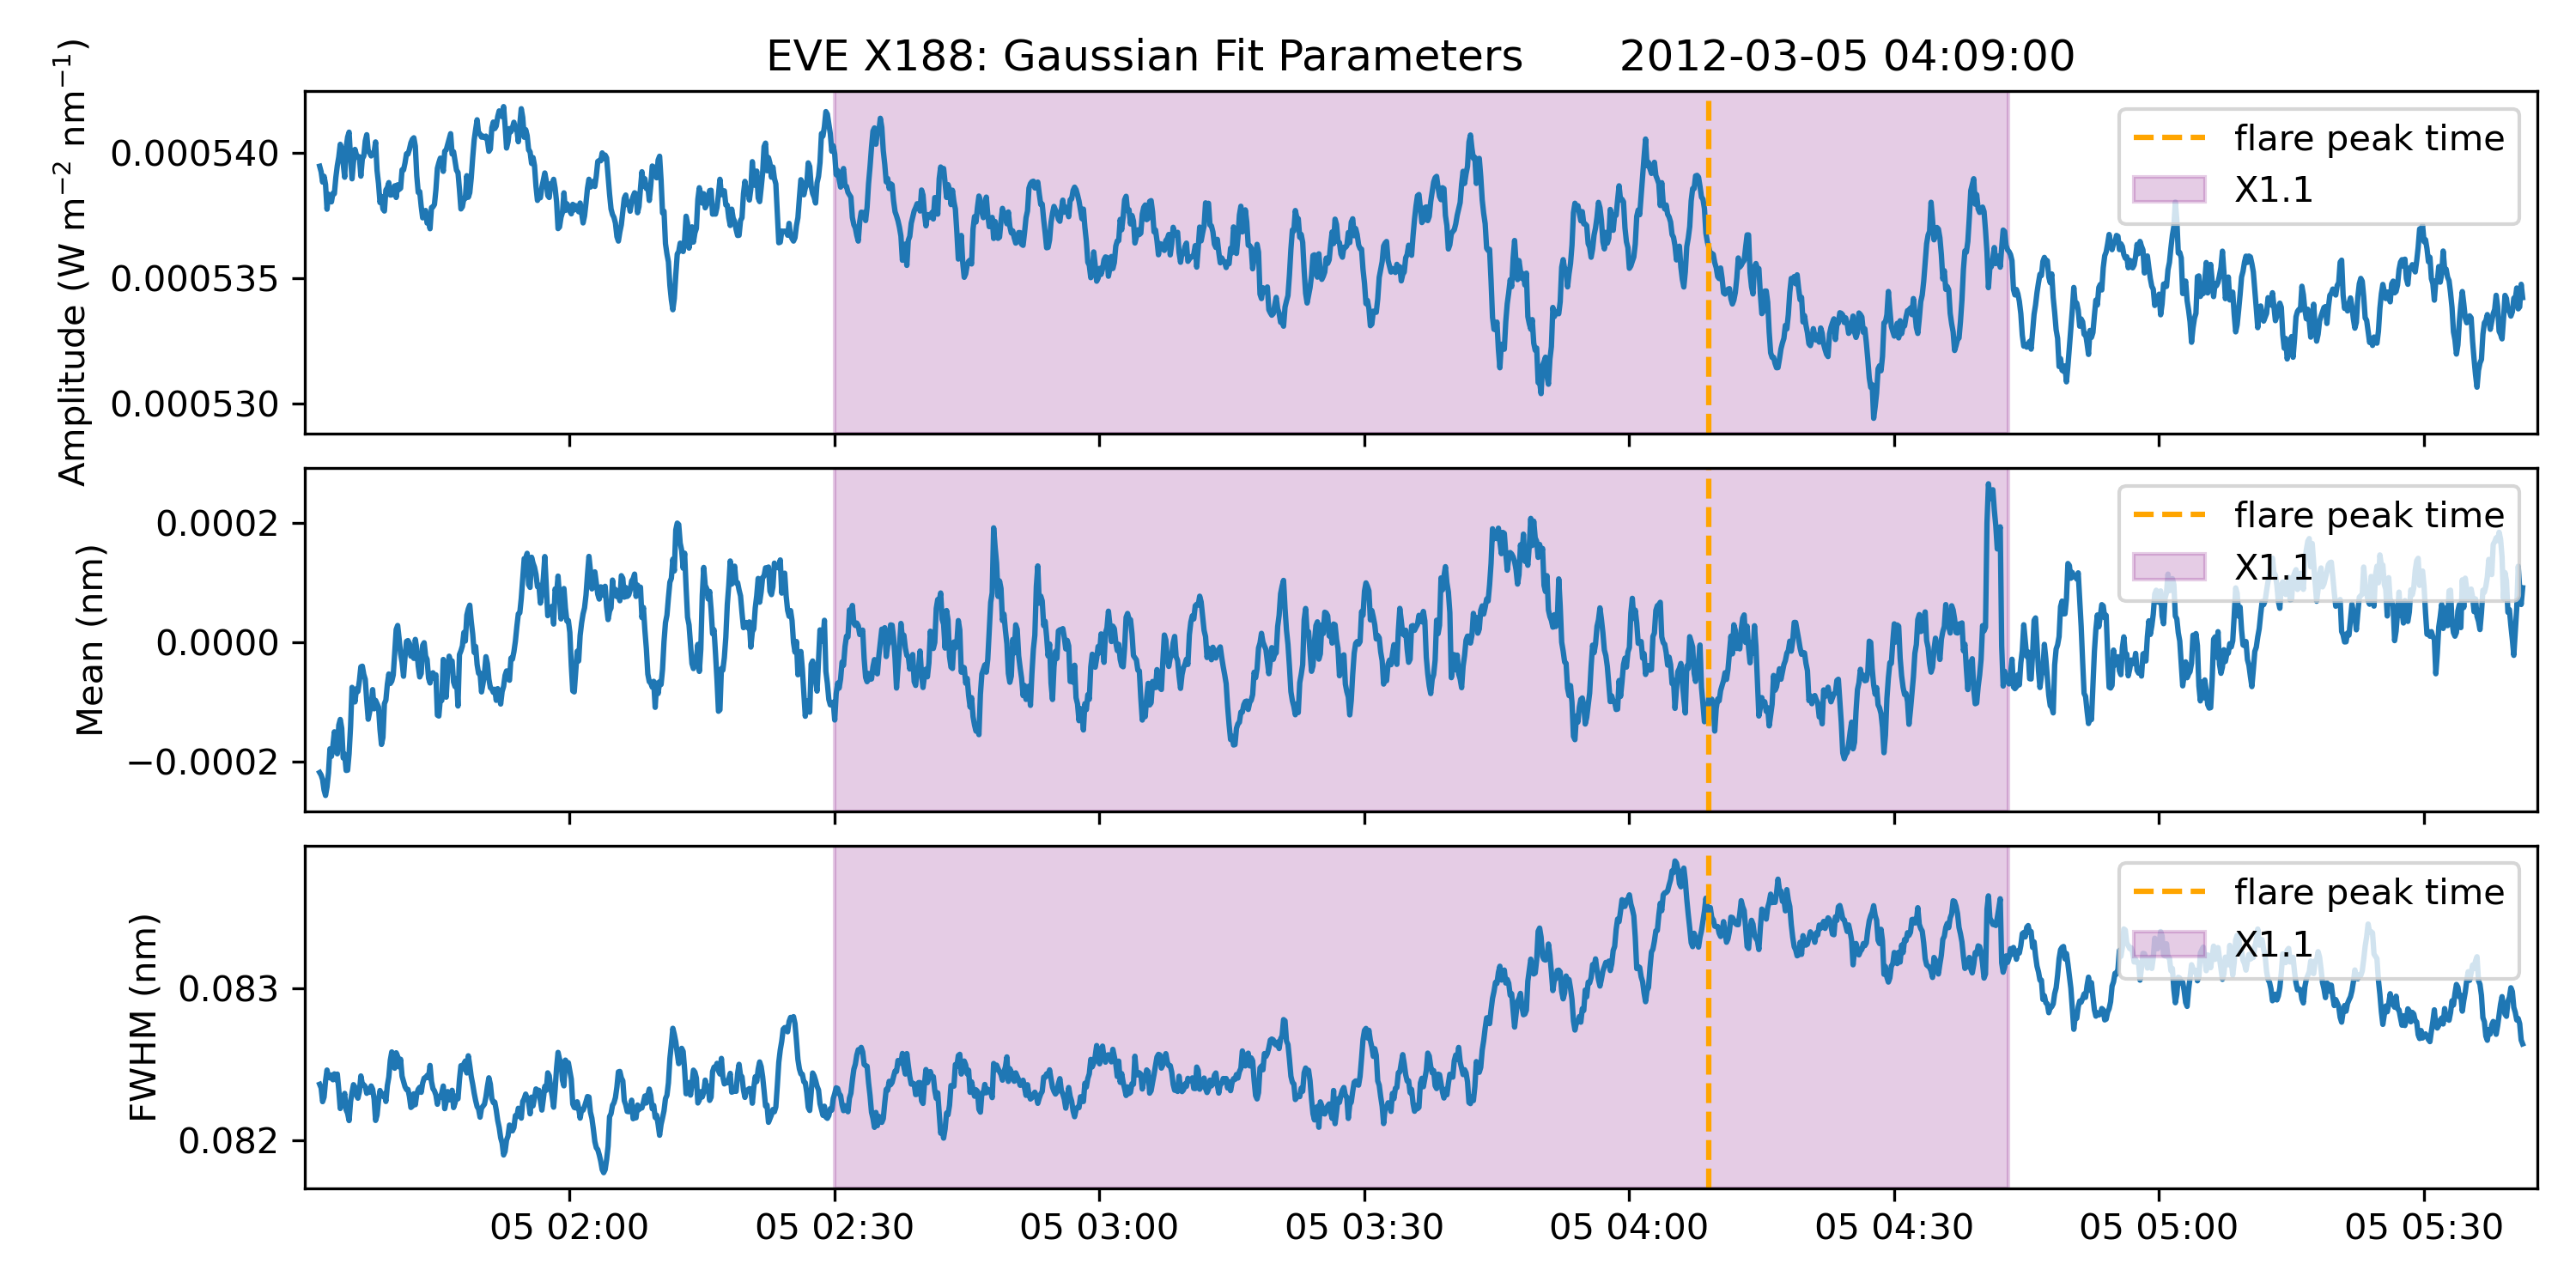 EVE X188: Gaussian Fit Parameters 2012-03-05 04:09:00
Amplitude (W m⁻² nm⁻¹)
0.000540
0.000535
0.000530
flare peak time
X1.1
Mean (nm)
0.0002
0.0000
−0.0002
flare peak time
X1.1
FWHM (nm)
0.083
0.082
flare peak time
X1.1
05 02:00 05 02:30 05 03:00 05 03:30 05 04:00 05 04:30 05 05:00 05 05:30